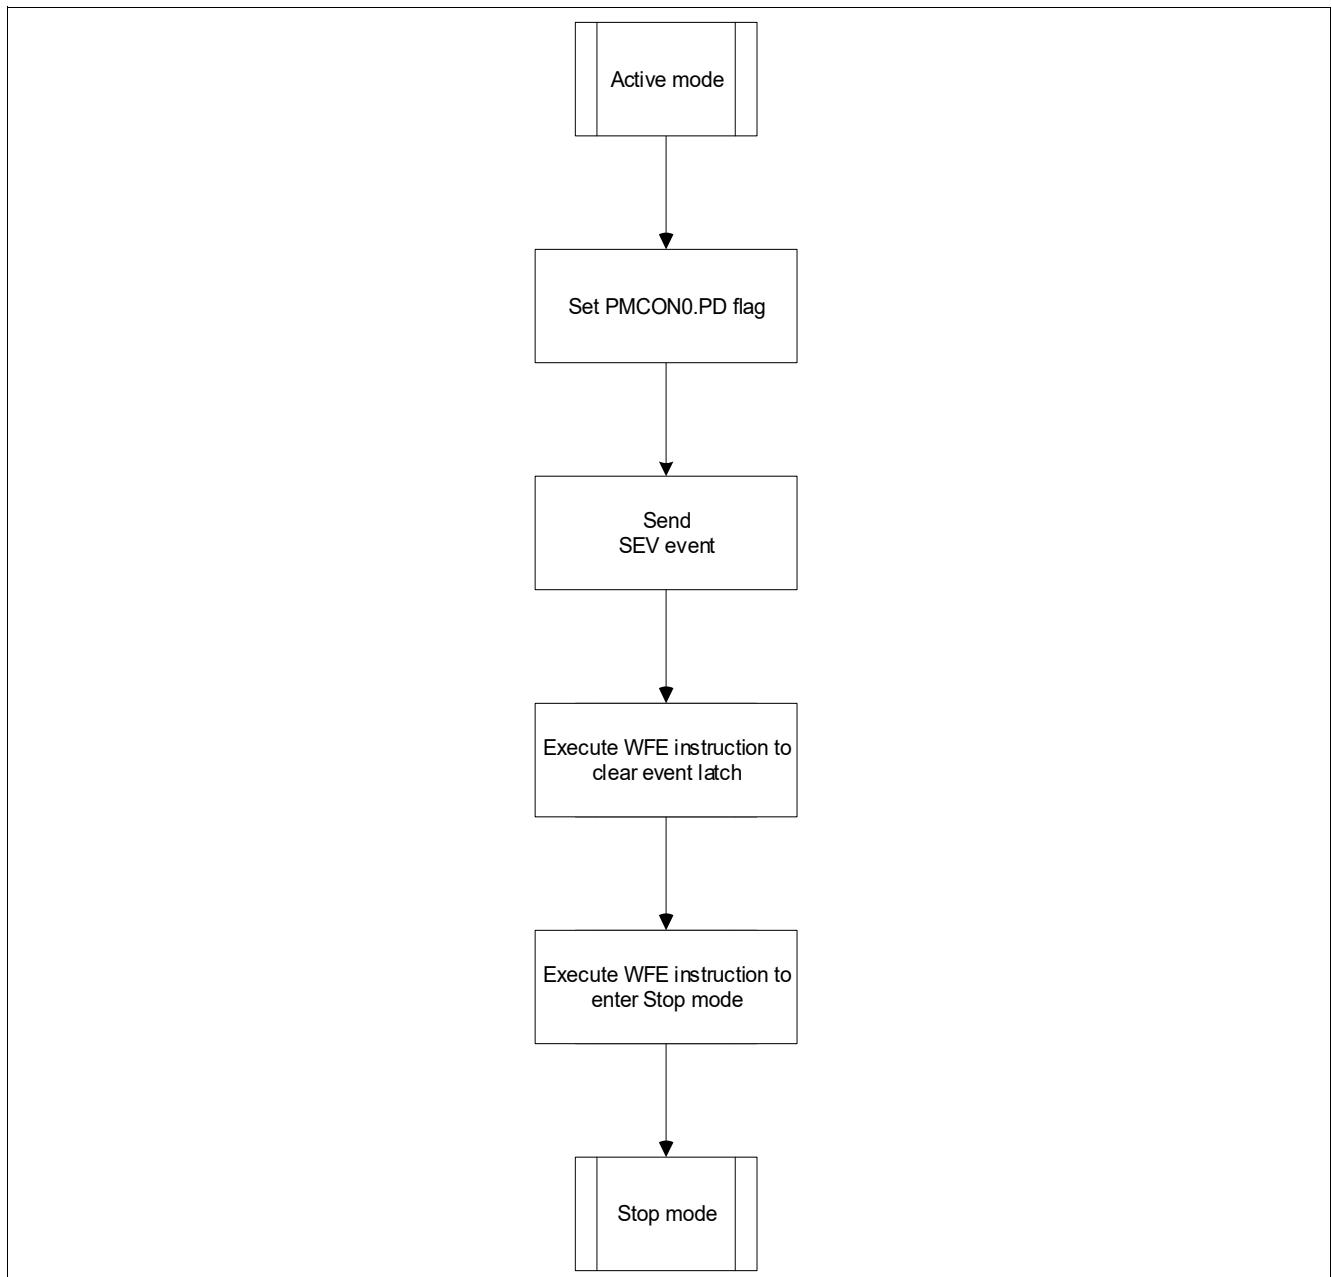 Active mode
Set PMCON0.PD flag
Send
SEV event
Execute WFE instruction to
clear event latch
Execute WFE instruction to
enter Stop mode
Stop mode